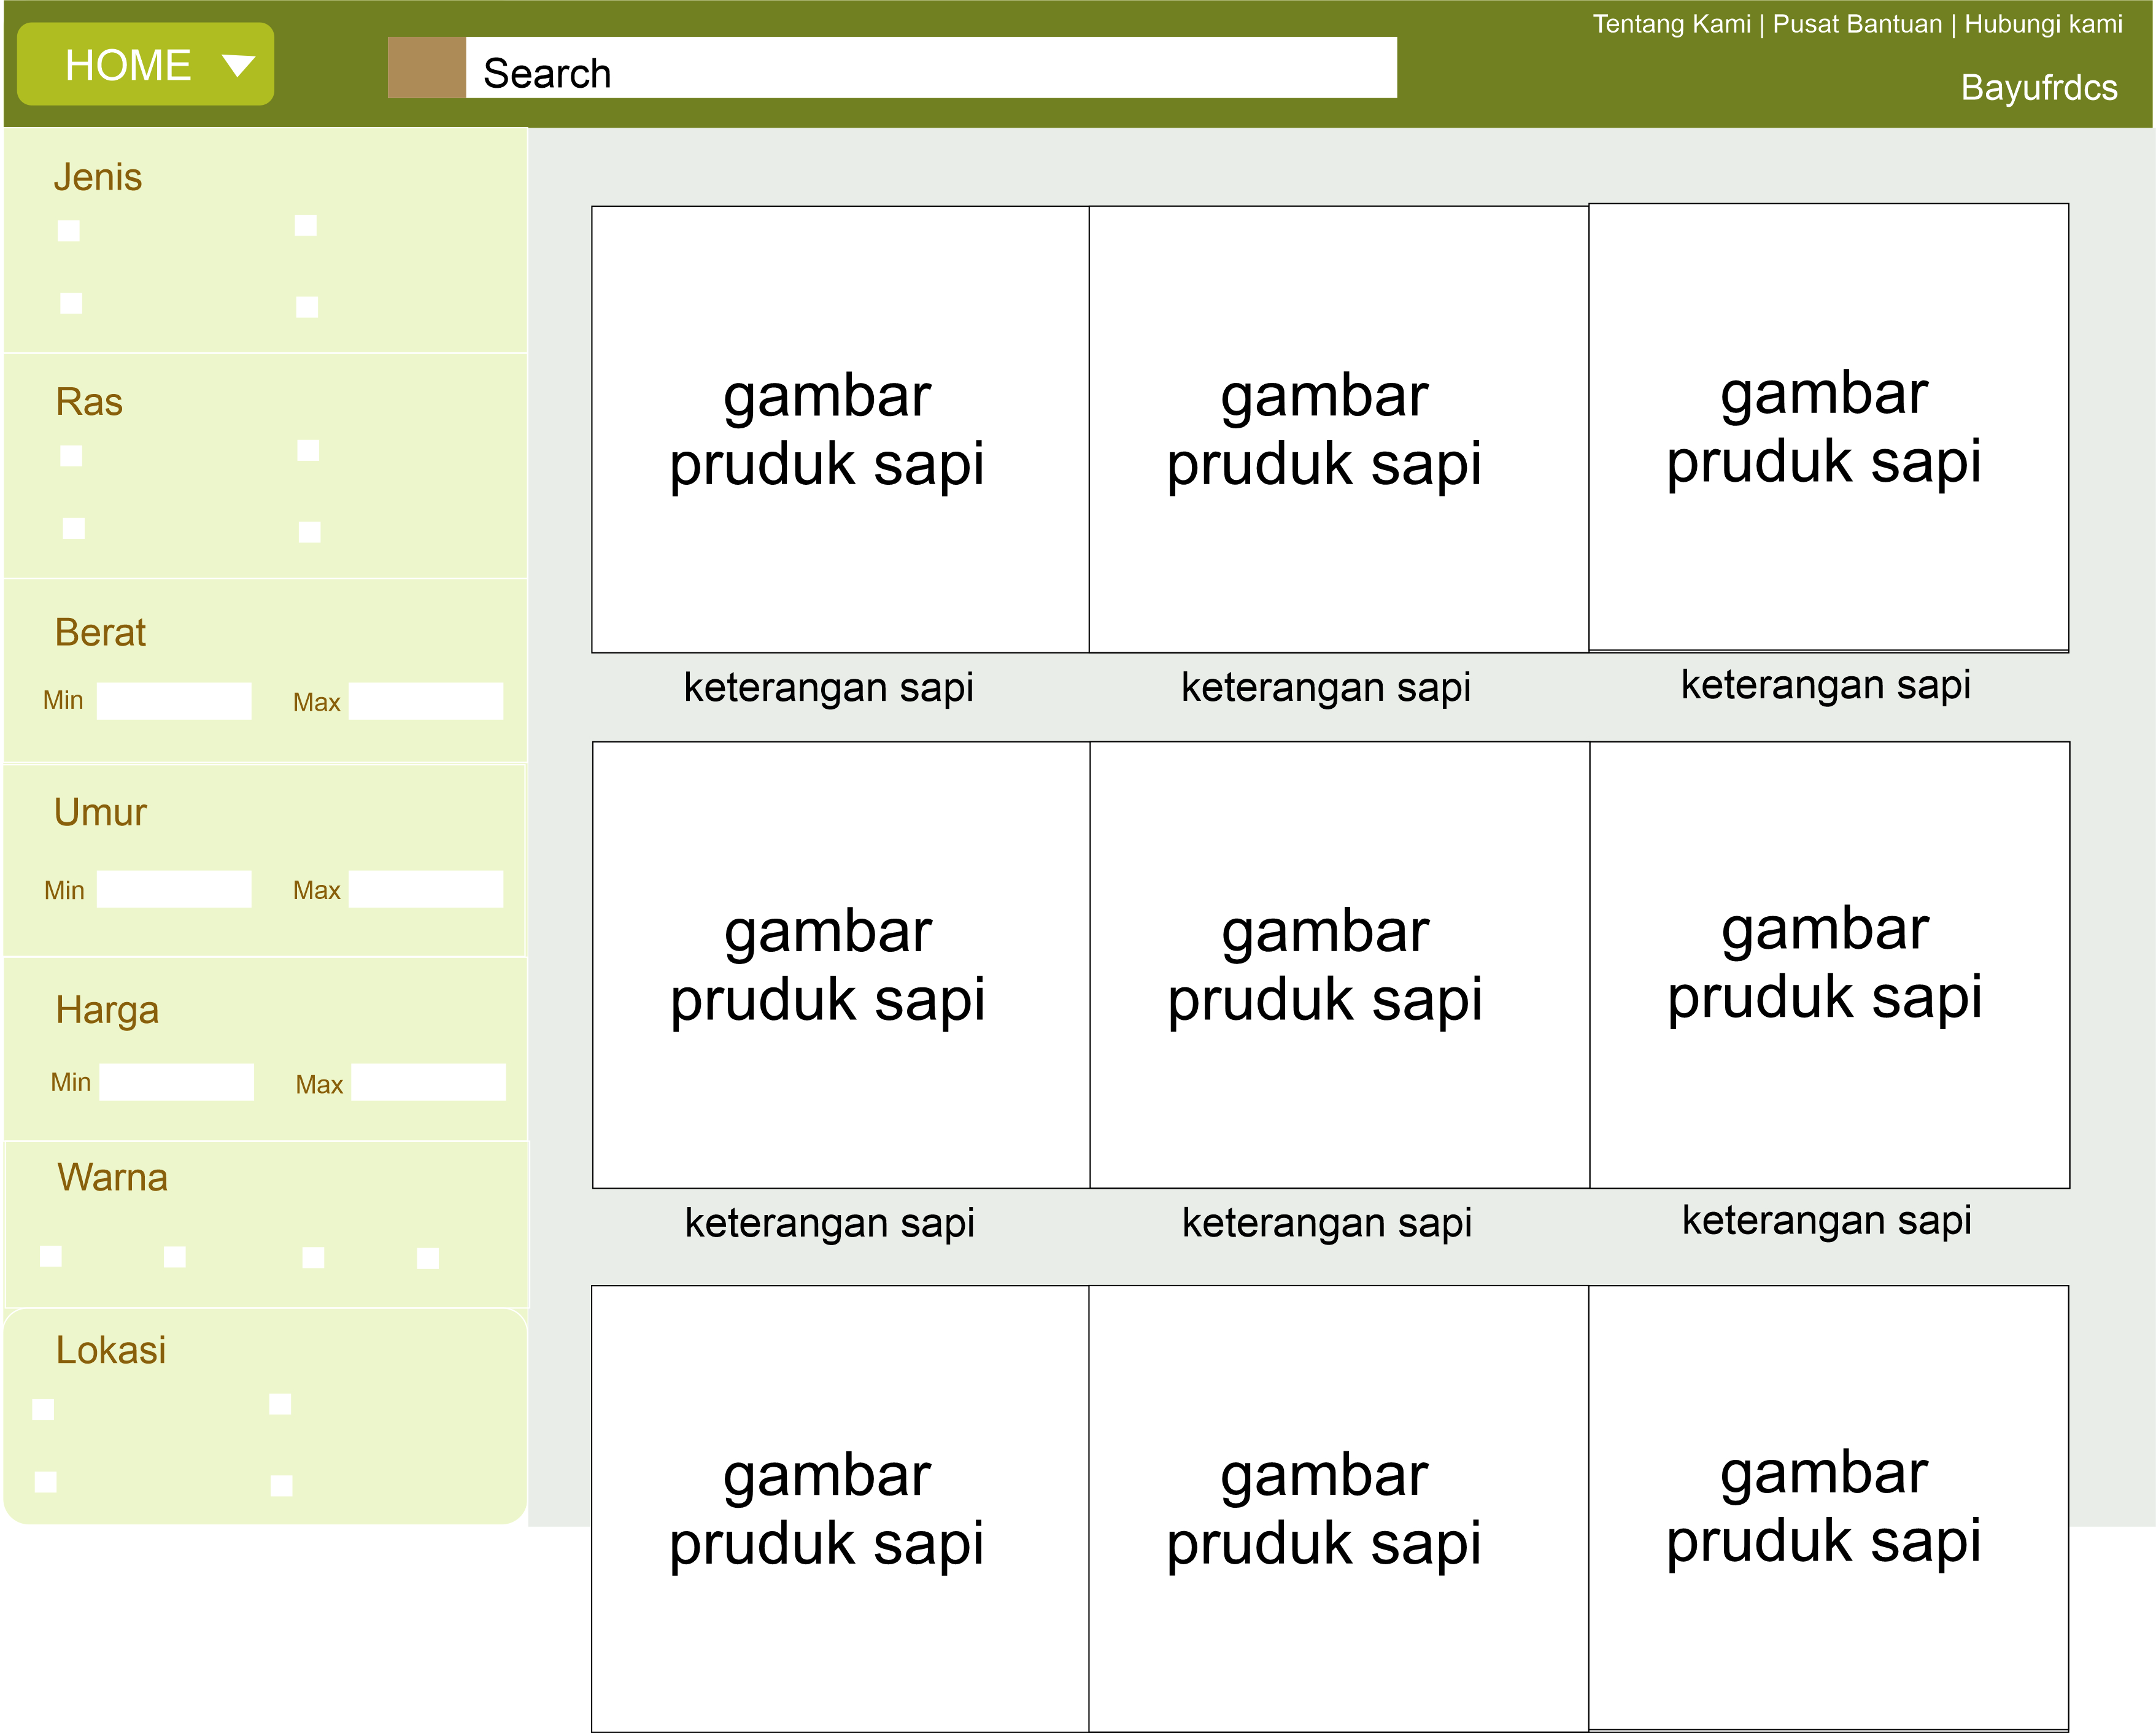 Tentang Kami | Pusat Bantuan | Hubungi kami
HOME
Search
Bayufrdcs
Jenis
Ras
Berat
Min
Max
Umur
Min
Max
Harga
Min
Max
Warna
Lokasi
gambar
pruduk sapi
gambar
pruduk sapi
gambar
pruduk sapi
keterangan sapi
keterangan sapi
keterangan sapi
gambar
pruduk sapi
gambar
pruduk sapi
gambar
pruduk sapi
keterangan sapi
keterangan sapi
keterangan sapi
gambar
pruduk sapi
gambar
pruduk sapi
gambar
pruduk sapi